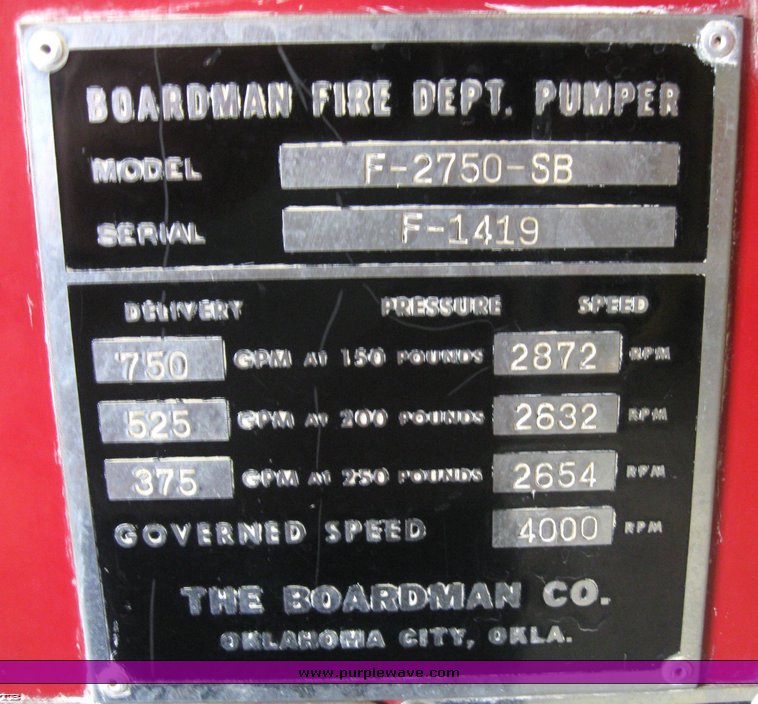 BOARDMAN FIRE DEPT. PUMPER
MODEL F-2750-SB
SERIAL F-1419
DELIVERY PRESSURE SPEED
750 GPM AT 150 POUNDS 2872 RPM
525 GPM AT 200 POUNDS 2632 RPM
375 GPM AT 250 POUNDS 2654 RPM
GOVERNED SPEED 4000 RPM
THE BOARDMAN CO.
OKLAHOMA CITY, OKLA.
www.purplewave.com